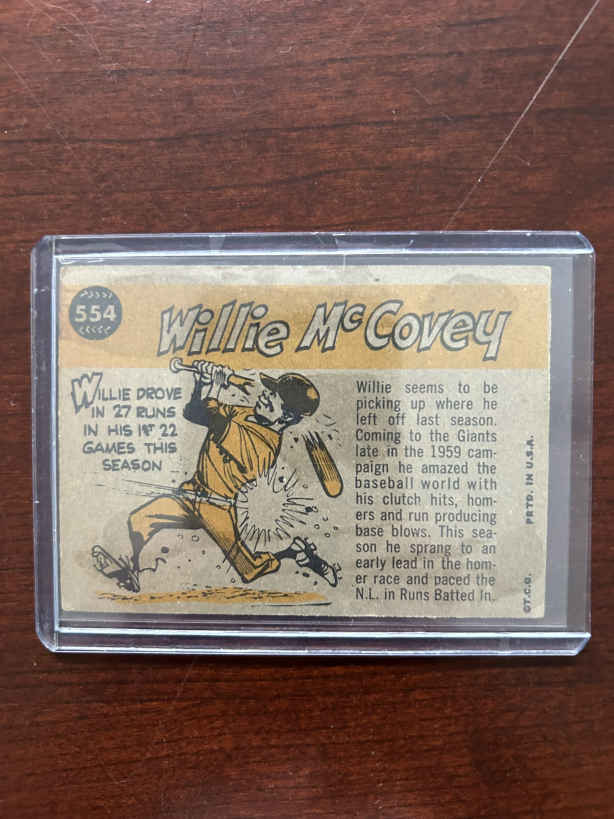 554
Willie McCovey
WILLIE DROVE
IN 27 RUNS
IN HIS 1ST 22
GAMES THIS
SEASON
Willie seems to be
picking up where he
left off last season.
Coming to the Giants
late in the 1959 cam-
paign he amazed the
baseball world with
his clutch hits, hom-
ers and run producing
base blows. This sea-
son he sprang to an
early lead in the hom-
er race and paced the
N.L. in Runs Batted In.
©T.C.G. PRTD. IN U.S.A.